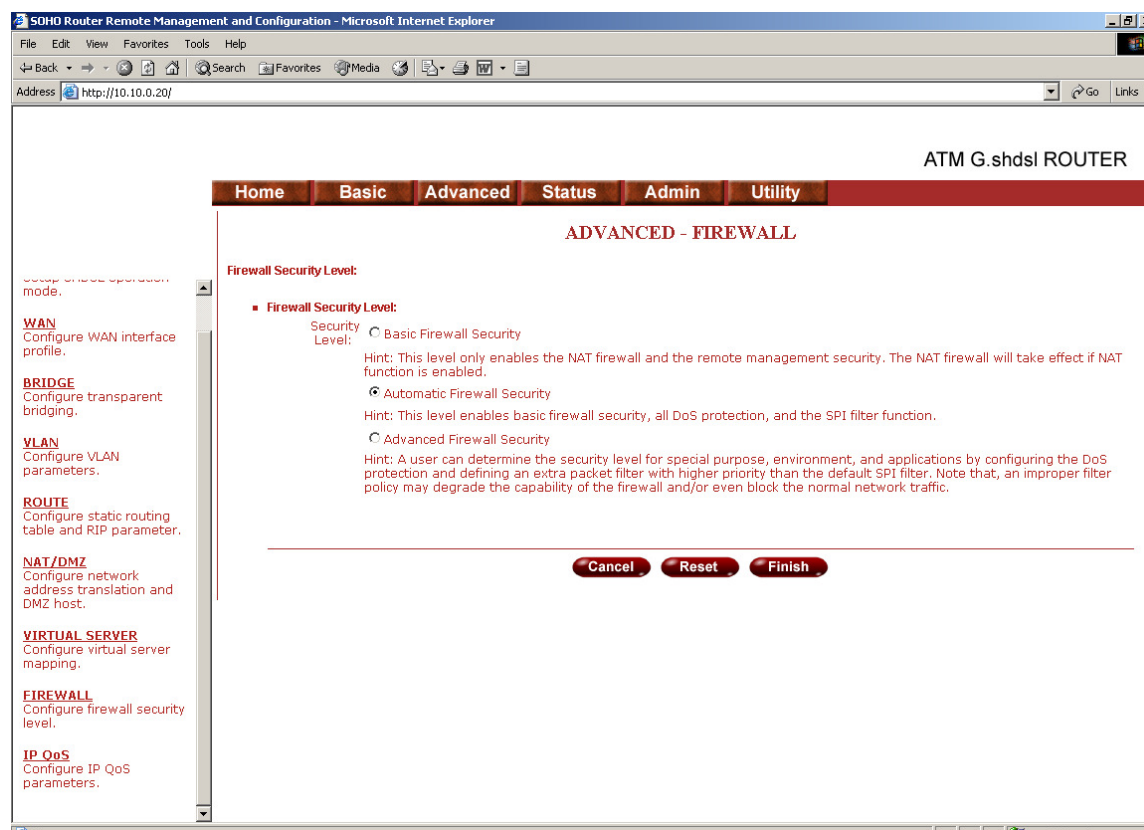 SOHO Router Remote Management and Configuration - Microsoft Internet Explorer
File Edit View Favorites Tools Help
Back Search Favorites Media
Address http://10.10.0.20/ Go Links
ATM G.shdsl ROUTER
Home Basic Advanced Status Admin Utility
ADVANCED - FIREWALL
mode.
WAN
Configure WAN interface
profile.
BRIDGE
Configure transparent
bridging.
VLAN
Configure VLAN
parameters.
ROUTE
Configure static routing
table and RIP parameter.
NAT/DMZ
Configure network
address translation and
DMZ host.
VIRTUAL SERVER
Configure virtual server
mapping.
FIREWALL
Configure firewall security
level.
IP QoS
Configure IP QoS
parameters.
Firewall Security Level:
Firewall Security Level:
Security
Level:
Basic Firewall Security
Hint: This level only enables the NAT firewall and the remote management security. The NAT firewall will take effect if NAT
function is enabled.
Automatic Firewall Security
Hint: This level enables basic firewall security, all DoS protection, and the SPI filter function.
Advanced Firewall Security
Hint: A user can determine the security level for special purpose, environment, and applications by configuring the DoS
protection and defining an extra packet filter with higher priority than the default SPI filter. Note that, an improper filter
policy may degrade the capability of the firewall and/or even block the normal network traffic.
Cancel Reset Finish